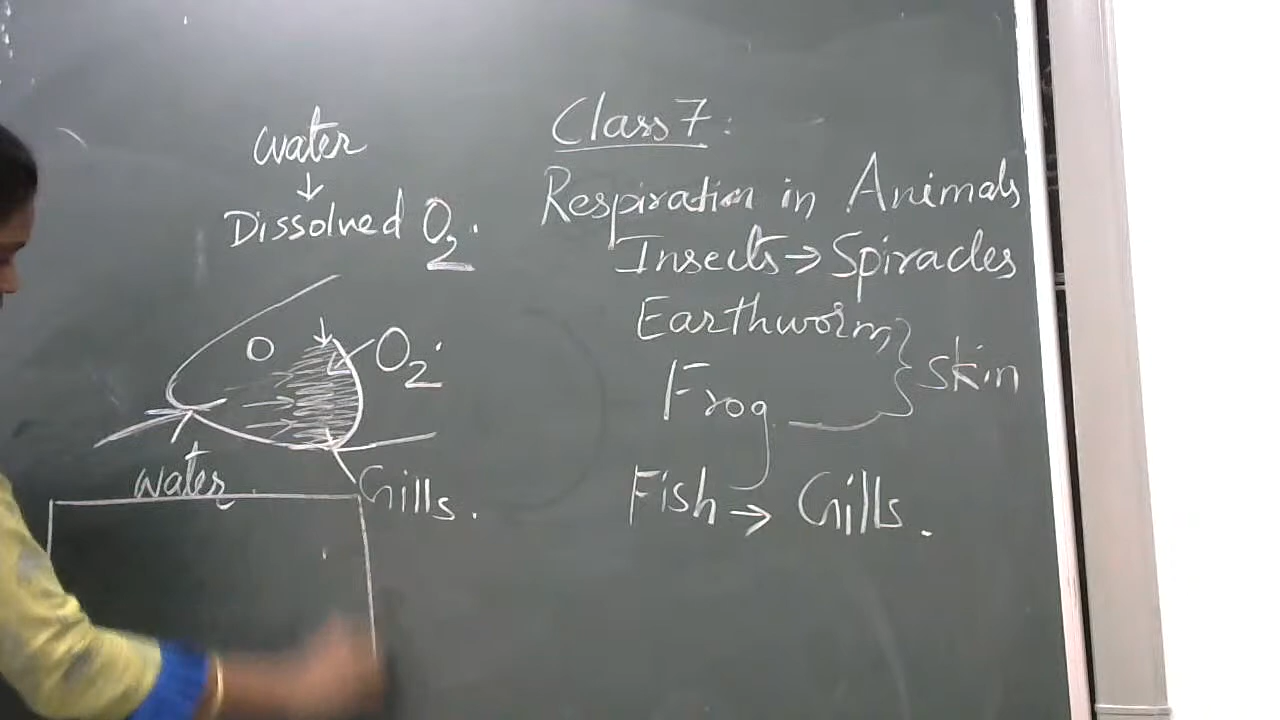 water
↓
Dissolved O2.
O2.
water.
Gills.
Class 7:
Respiration in Animals
Insects → Spiracles
Earthworm
Frog
Skin
Fish → Gills.